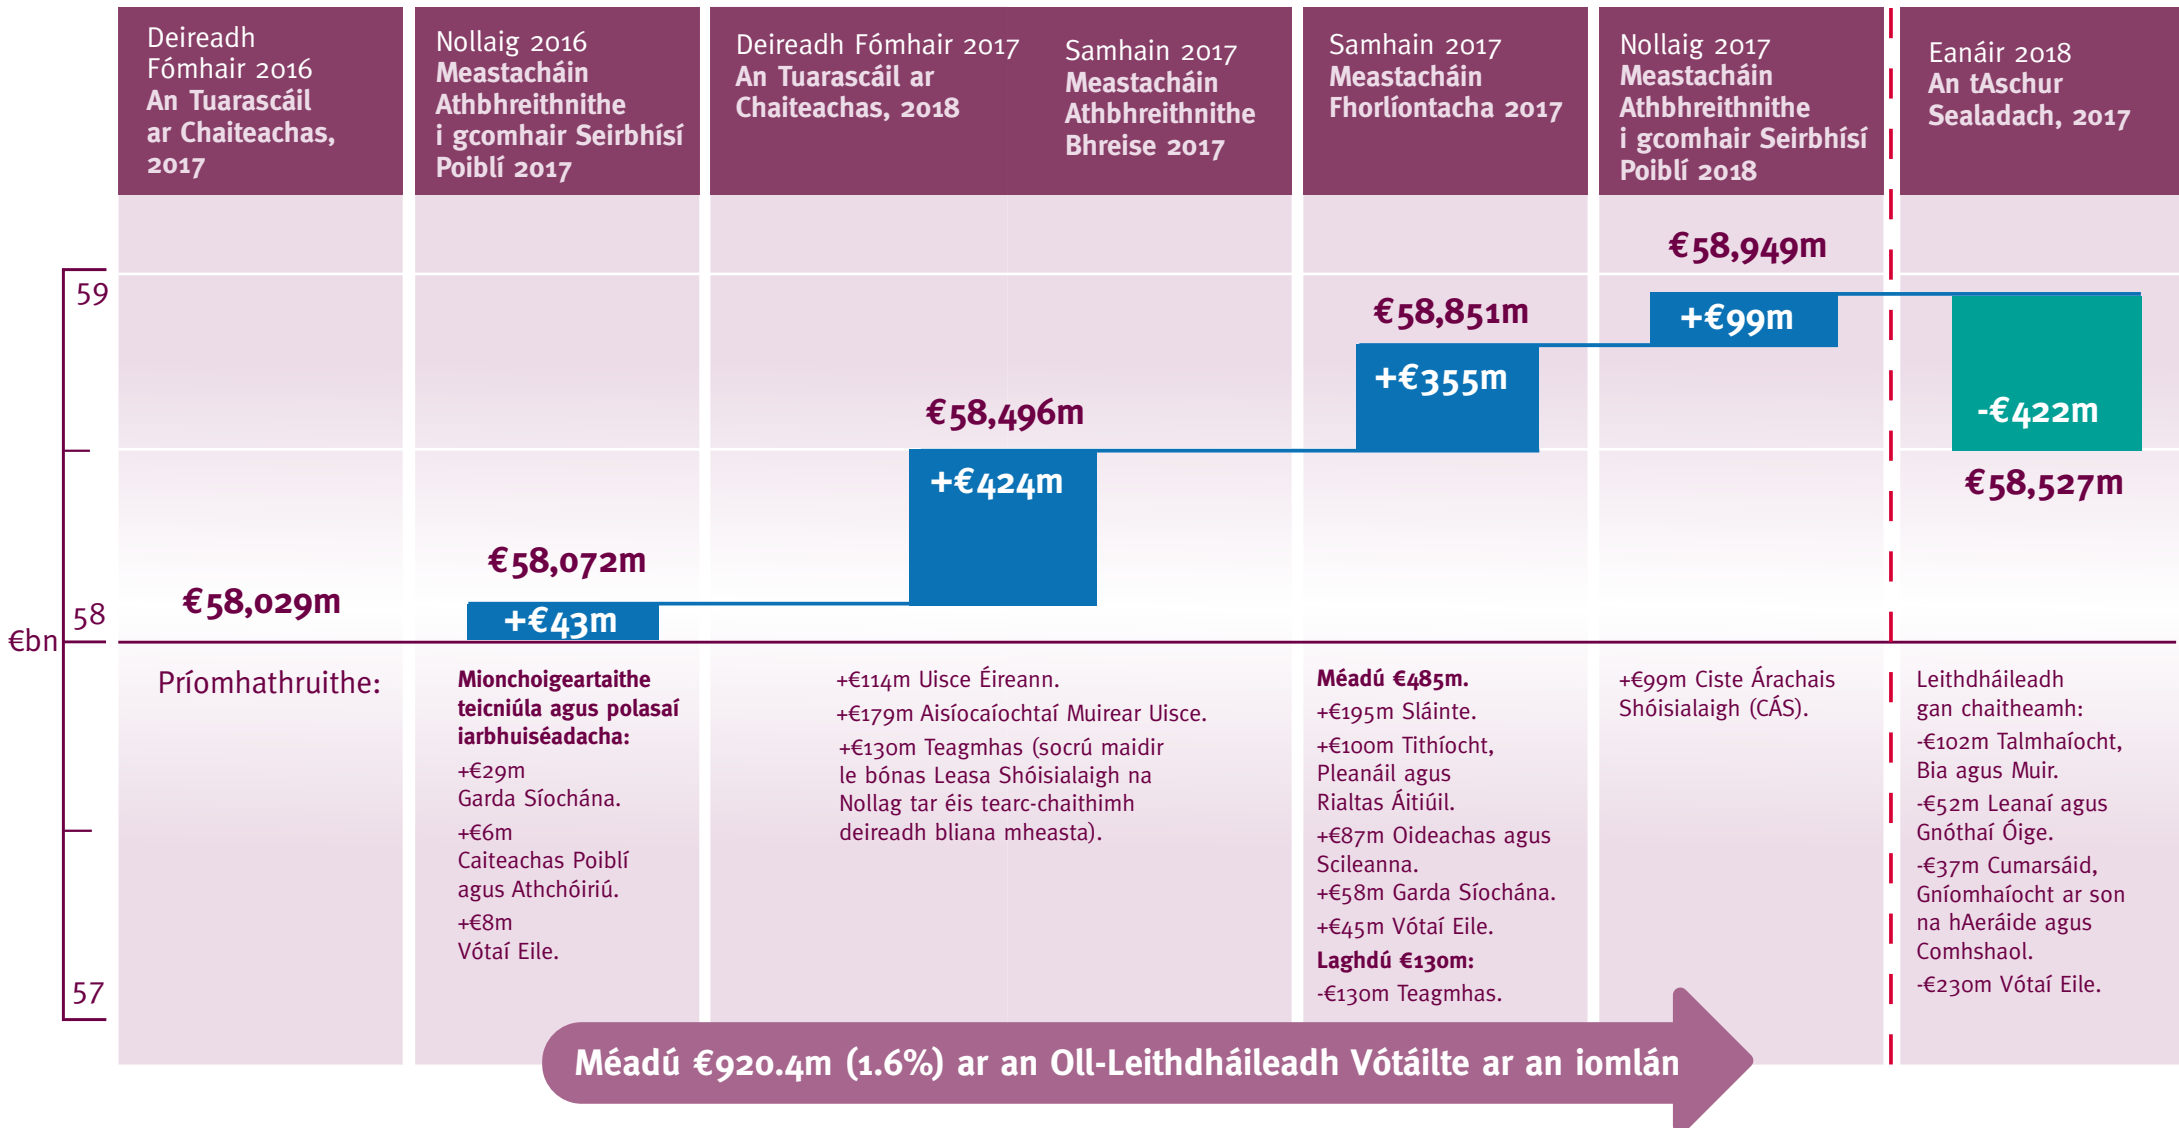 Deireadh
Fómhair 2016
An Tuarascáil
ar Chaiteachas,
2017
Nollaig 2016
Meastacháin
Athbhreithnithe
i gcomhair Seirbhísí
Poiblí 2017
Deireadh Fómhair 2017
An Tuarascáil ar
Chaiteachas, 2018
Samhain 2017
Meastacháin
Athbhreithnithe
Bhreise 2017
Samhain 2017
Meastacháin
Fhorlíontacha 2017
Nollaig 2017
Meastacháin
Athbhreithnithe
i gcomhair Seirbhísí
Poiblí 2018
Eanáir 2018
An tAschur
Sealadach, 2017
€bn
59
58
57
€58,029m
€58,072m
+€43m
€58,496m
+€424m
€58,851m
+€355m
€58,949m
+€99m
-€422m
€58,527m
Príomhathruithe:
Mionchoigeartaithe
teicniúla agus polasaí
iarbhuiséadacha:
+€29m
Garda Síochána.
+€6m
Caiteachas Poiblí
agus Athchóiriú.
+€8m
Vótaí Eile.
+€114m Uisce Éireann.
+€179m Aisíocaíochtaí Muirear Uisce.
+€130m Teagmhas (socrú maidir
le bónas Leasa Shóisialaigh na
Nollag tar éis tearc-chaithimh
deireadh bliana mheasta).
Méadú €485m.
+€195m Sláinte.
+€100m Tithíocht,
Pleanáil agus
Rialtas Áitiúil.
+€87m Oideachas agus
Scileanna.
+€58m Garda Síochána.
+€45m Vótaí Eile.
Laghdú €130m:
-€130m Teagmhas.
+€99m Ciste Árachais
Shóisialaigh (CÁS).
Leithdháileadh
gan chaitheamh:
-€102m Talmhaíocht,
Bia agus Muir.
-€52m Leanaí agus
Gnóthaí Óige.
-€37m Cumarsáid,
Gníomhaíocht ar son
na hAeráide agus
Comhshaol.
-€230m Vótaí Eile.
Méadú €920.4m (1.6%) ar an Oll-Leithdháileadh Vótáilte ar an iomlán